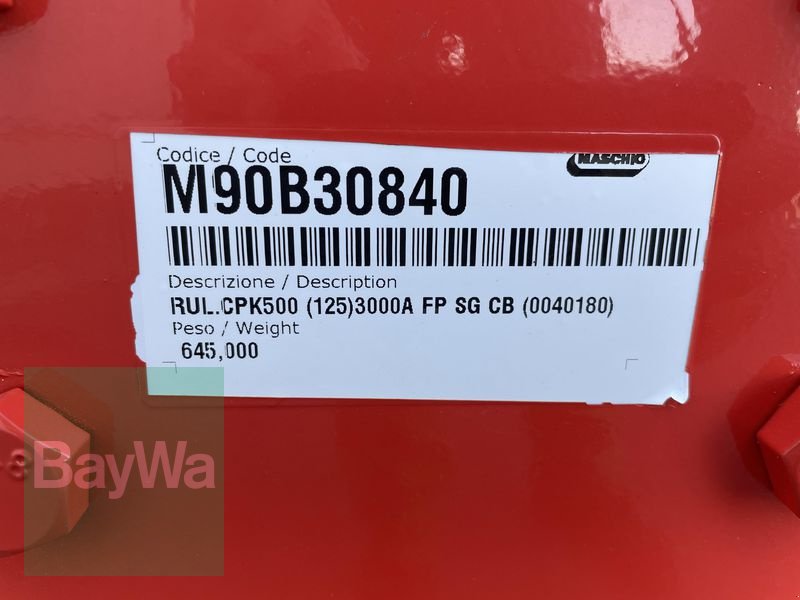 Codice / Code
MASCHIO
M90B30840
Descrizione / Description
RUL.CPK500 (125)3000A FP SG CB (0040180)
Peso / Weight
645,000
BayWa